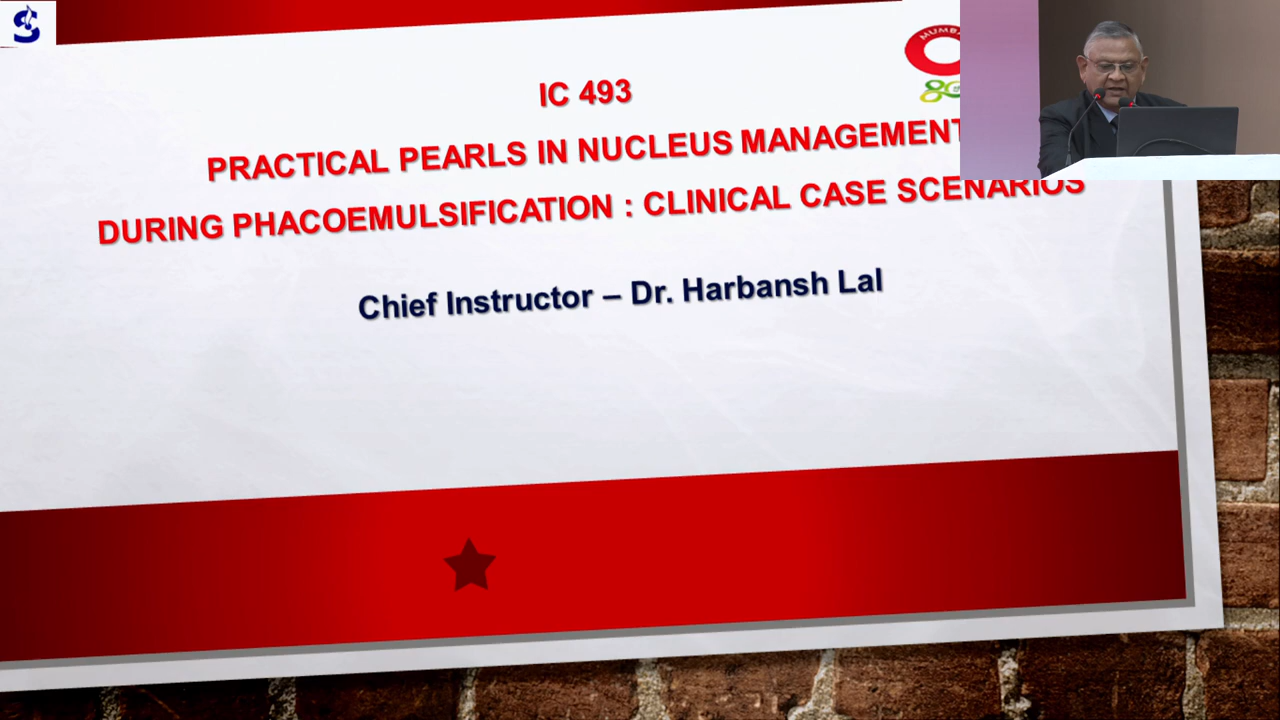 IC 493
PRACTICAL PEARLS IN NUCLEUS MANAGEMENT
DURING PHACOEMULSIFICATION : CLINICAL CASE SCENARIOS
Chief Instructor – Dr. Harbansh Lal